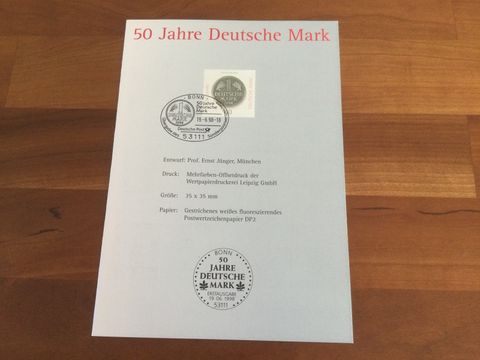 50 Jahre Deutsche Mark
BONN
50 Jahre
Deutsche
Mark
19.-6.98-18
Deutsche Post
53111
Entwurf: Prof. Ernst Jünger, München
Druck: Mehrfarben-Offsetdruck der
Wertpapierdruckerei Leipzig GmbH
Größe: 35 x 35 mm
Papier: Gestrichenes weißes fluoreszierendes
Postwertzeichenpapier DP2
BONN
50
JAHRE
DEUTSCHE
MARK
ERSTAUSGABE
19 06 1998
53111